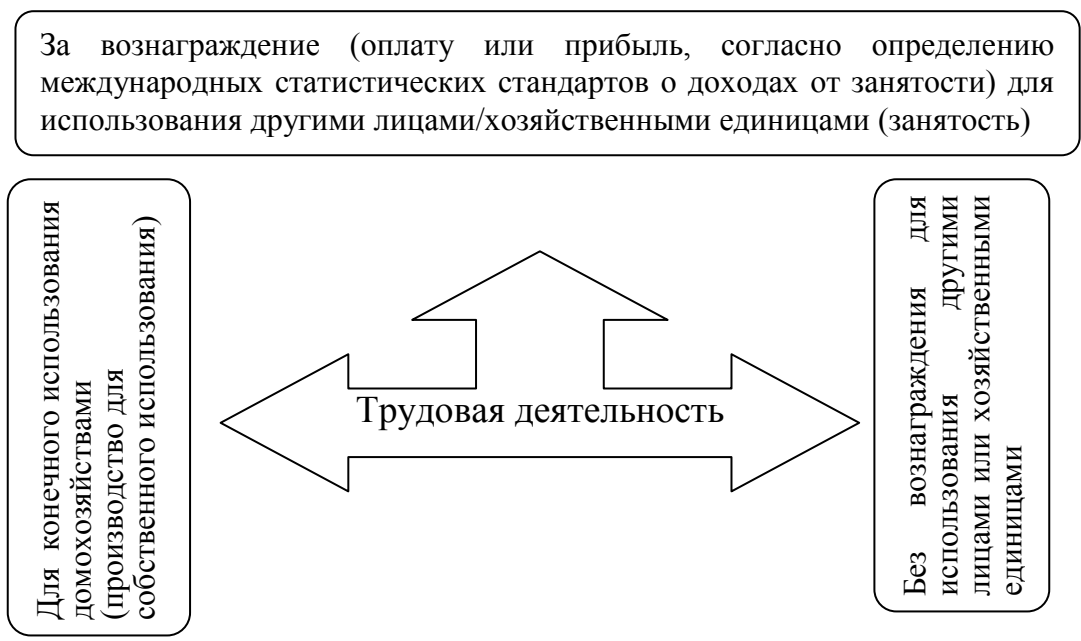 За вознаграждение (оплату или прибыль, согласно определению
международных статистических стандартов о доходах от занятости) для
использования другими лицами/хозяйственными единицами (занятость)
Для конечного использования
домохозяйствами
(производство для
собственного использования)
Трудовая деятельность
Без вознаграждения для
использования другими
лицами или хозяйственными
единицами